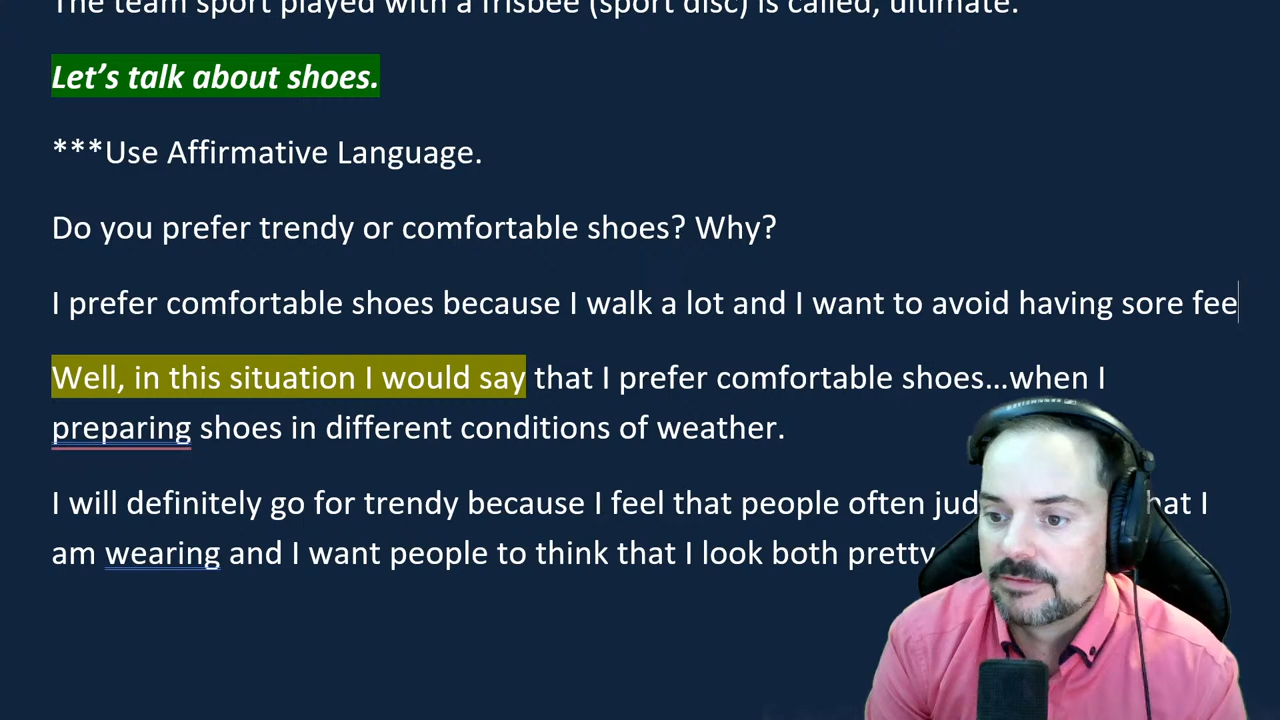 The team sport played with a frisbee (sport disc) is called, ultimate.
Let's talk about shoes.
***Use Affirmative Language.
Do you prefer trendy or comfortable shoes? Why?
I prefer comfortable shoes because I walk a lot and I want to avoid having sore fee
Well, in this situation I would say that I prefer comfortable shoes…when I
preparing shoes in different conditions of weather.
I will definitely go for trendy because I feel that people often I
am wearing and I want people to think that I look both pretty